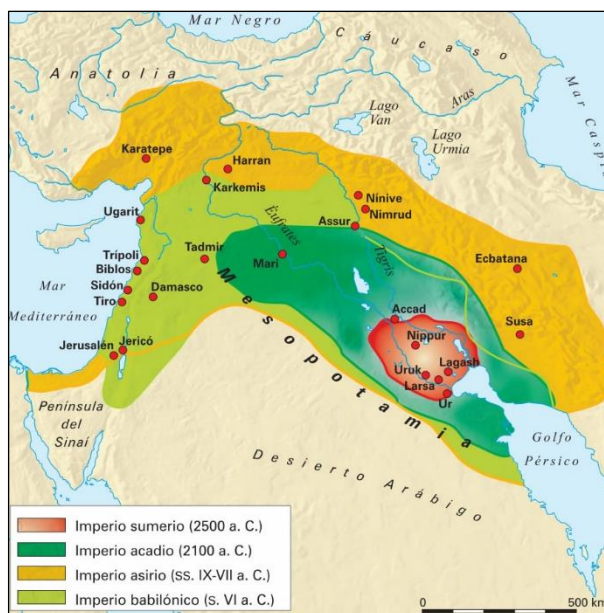 Mar Negro
Cáucaso
Mar Caspio
Anatolia
Aras
Lago
Van
Lago
Urmia
Karatepe
Harran
Karkemis
Nínive
Nimrud
Ugarit
Assur
Éufrates
Tigris
Trípoli
Biblos
Tadmir
Mari
Ecbatana
Sidón
Tiro
Damasco
Mar
Mediterráneo
Mesopotamia
Accad
Susa
Nippur
Jerusalén
Jericó
Uruk
Lagash
Larsa
Ur
Península
del
Sinaí
Golfo
Pérsico
Desierto Arábigo
Imperio sumerio (2500 a. C.)
Imperio acadio (2100 a. C.)
Imperio asirio (ss. IX-VII a. C.)
Imperio babilónico (s. VI a. C.)
0 500 km